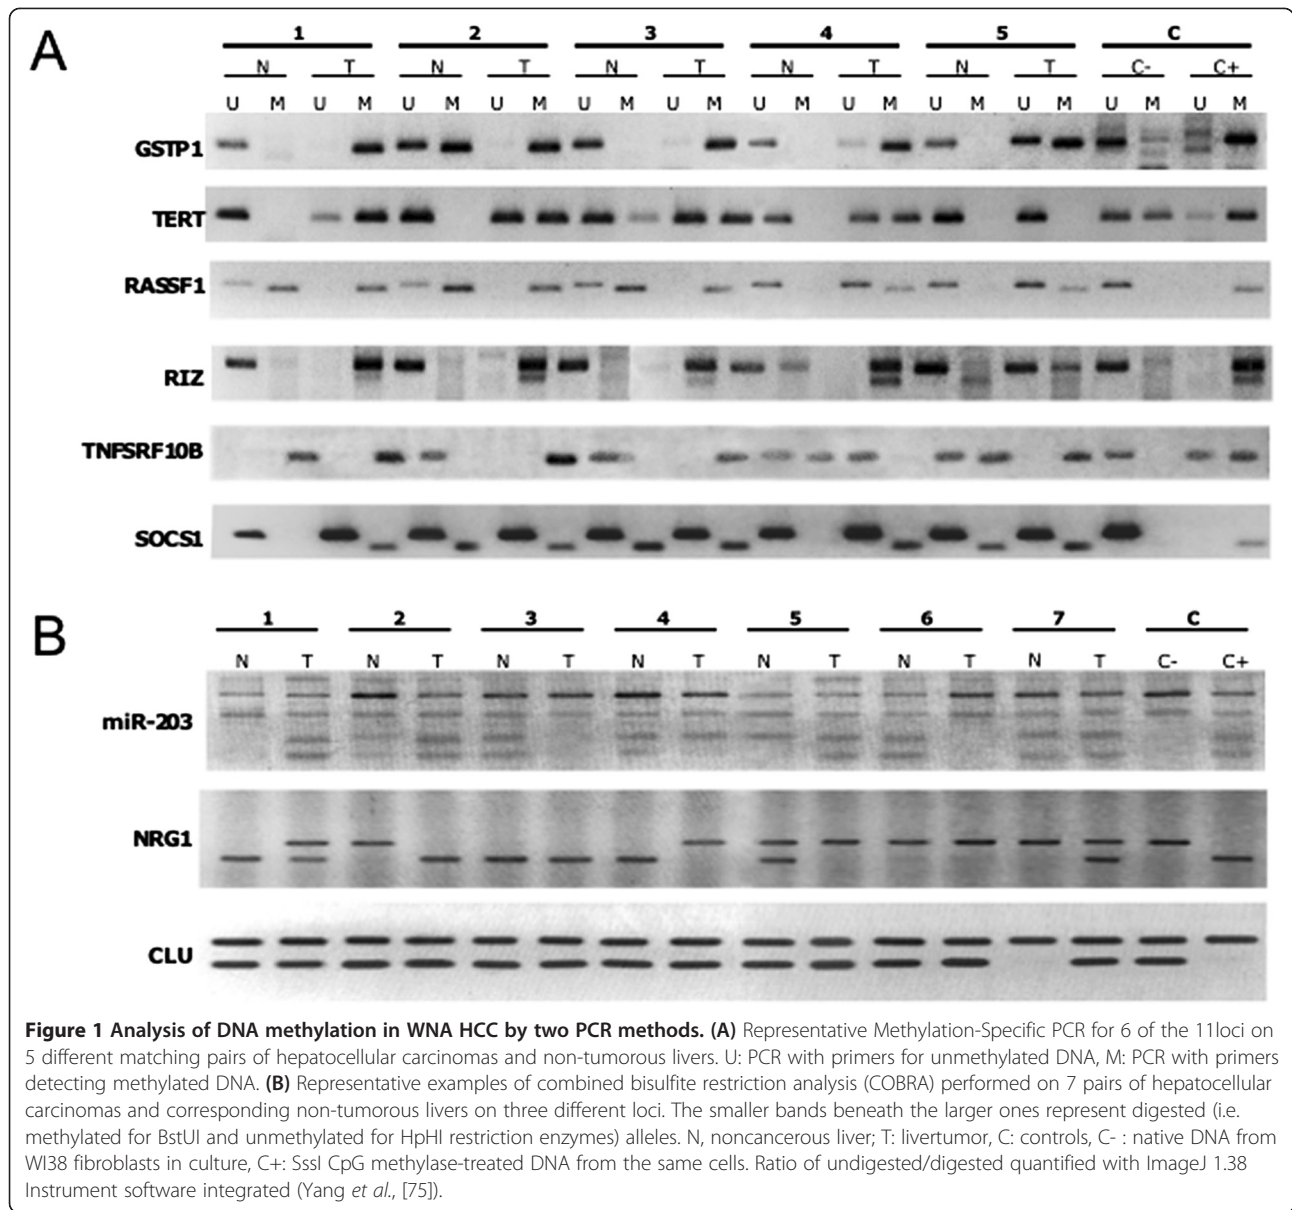 A
1 2 3 4 5 C
N T N T N T N T N T C- C+
U M U M U M U M U M U M U M U M U M U M U M U M
GSTP1
TERT
RASSF1
RIZ
TNFSRF10B
SOCS1
B
1 2 3 4 5 6 7 C
N T N T N T N T N T N T N T C- C+
miR-203
NRG1
CLU
Figure 1 Analysis of DNA methylation in WNA HCC by two PCR methods. (A) Representative Methylation-Specific PCR for 6 of the 11loci on
5 different matching pairs of hepatocellular carcinomas and non-tumorous livers. U: PCR with primers for unmethylated DNA, M: PCR with primers
detecting methylated DNA. (B) Representative examples of combined bisulfite restriction analysis (COBRA) performed on 7 pairs of hepatocellular
carcinomas and corresponding non-tumorous livers on three different loci. The smaller bands beneath the larger ones represent digested (i.e.
methylated for BstUI and unmethylated for HpHI restriction enzymes) alleles. N, noncancerous liver; T: livertumor, C: controls, C- : native DNA from
WI38 fibroblasts in culture, C+: SssI CpG methylase-treated DNA from the same cells. Ratio of undigested/digested quantified with ImageJ 1.38
Instrument software integrated (Yang et al., [75]).